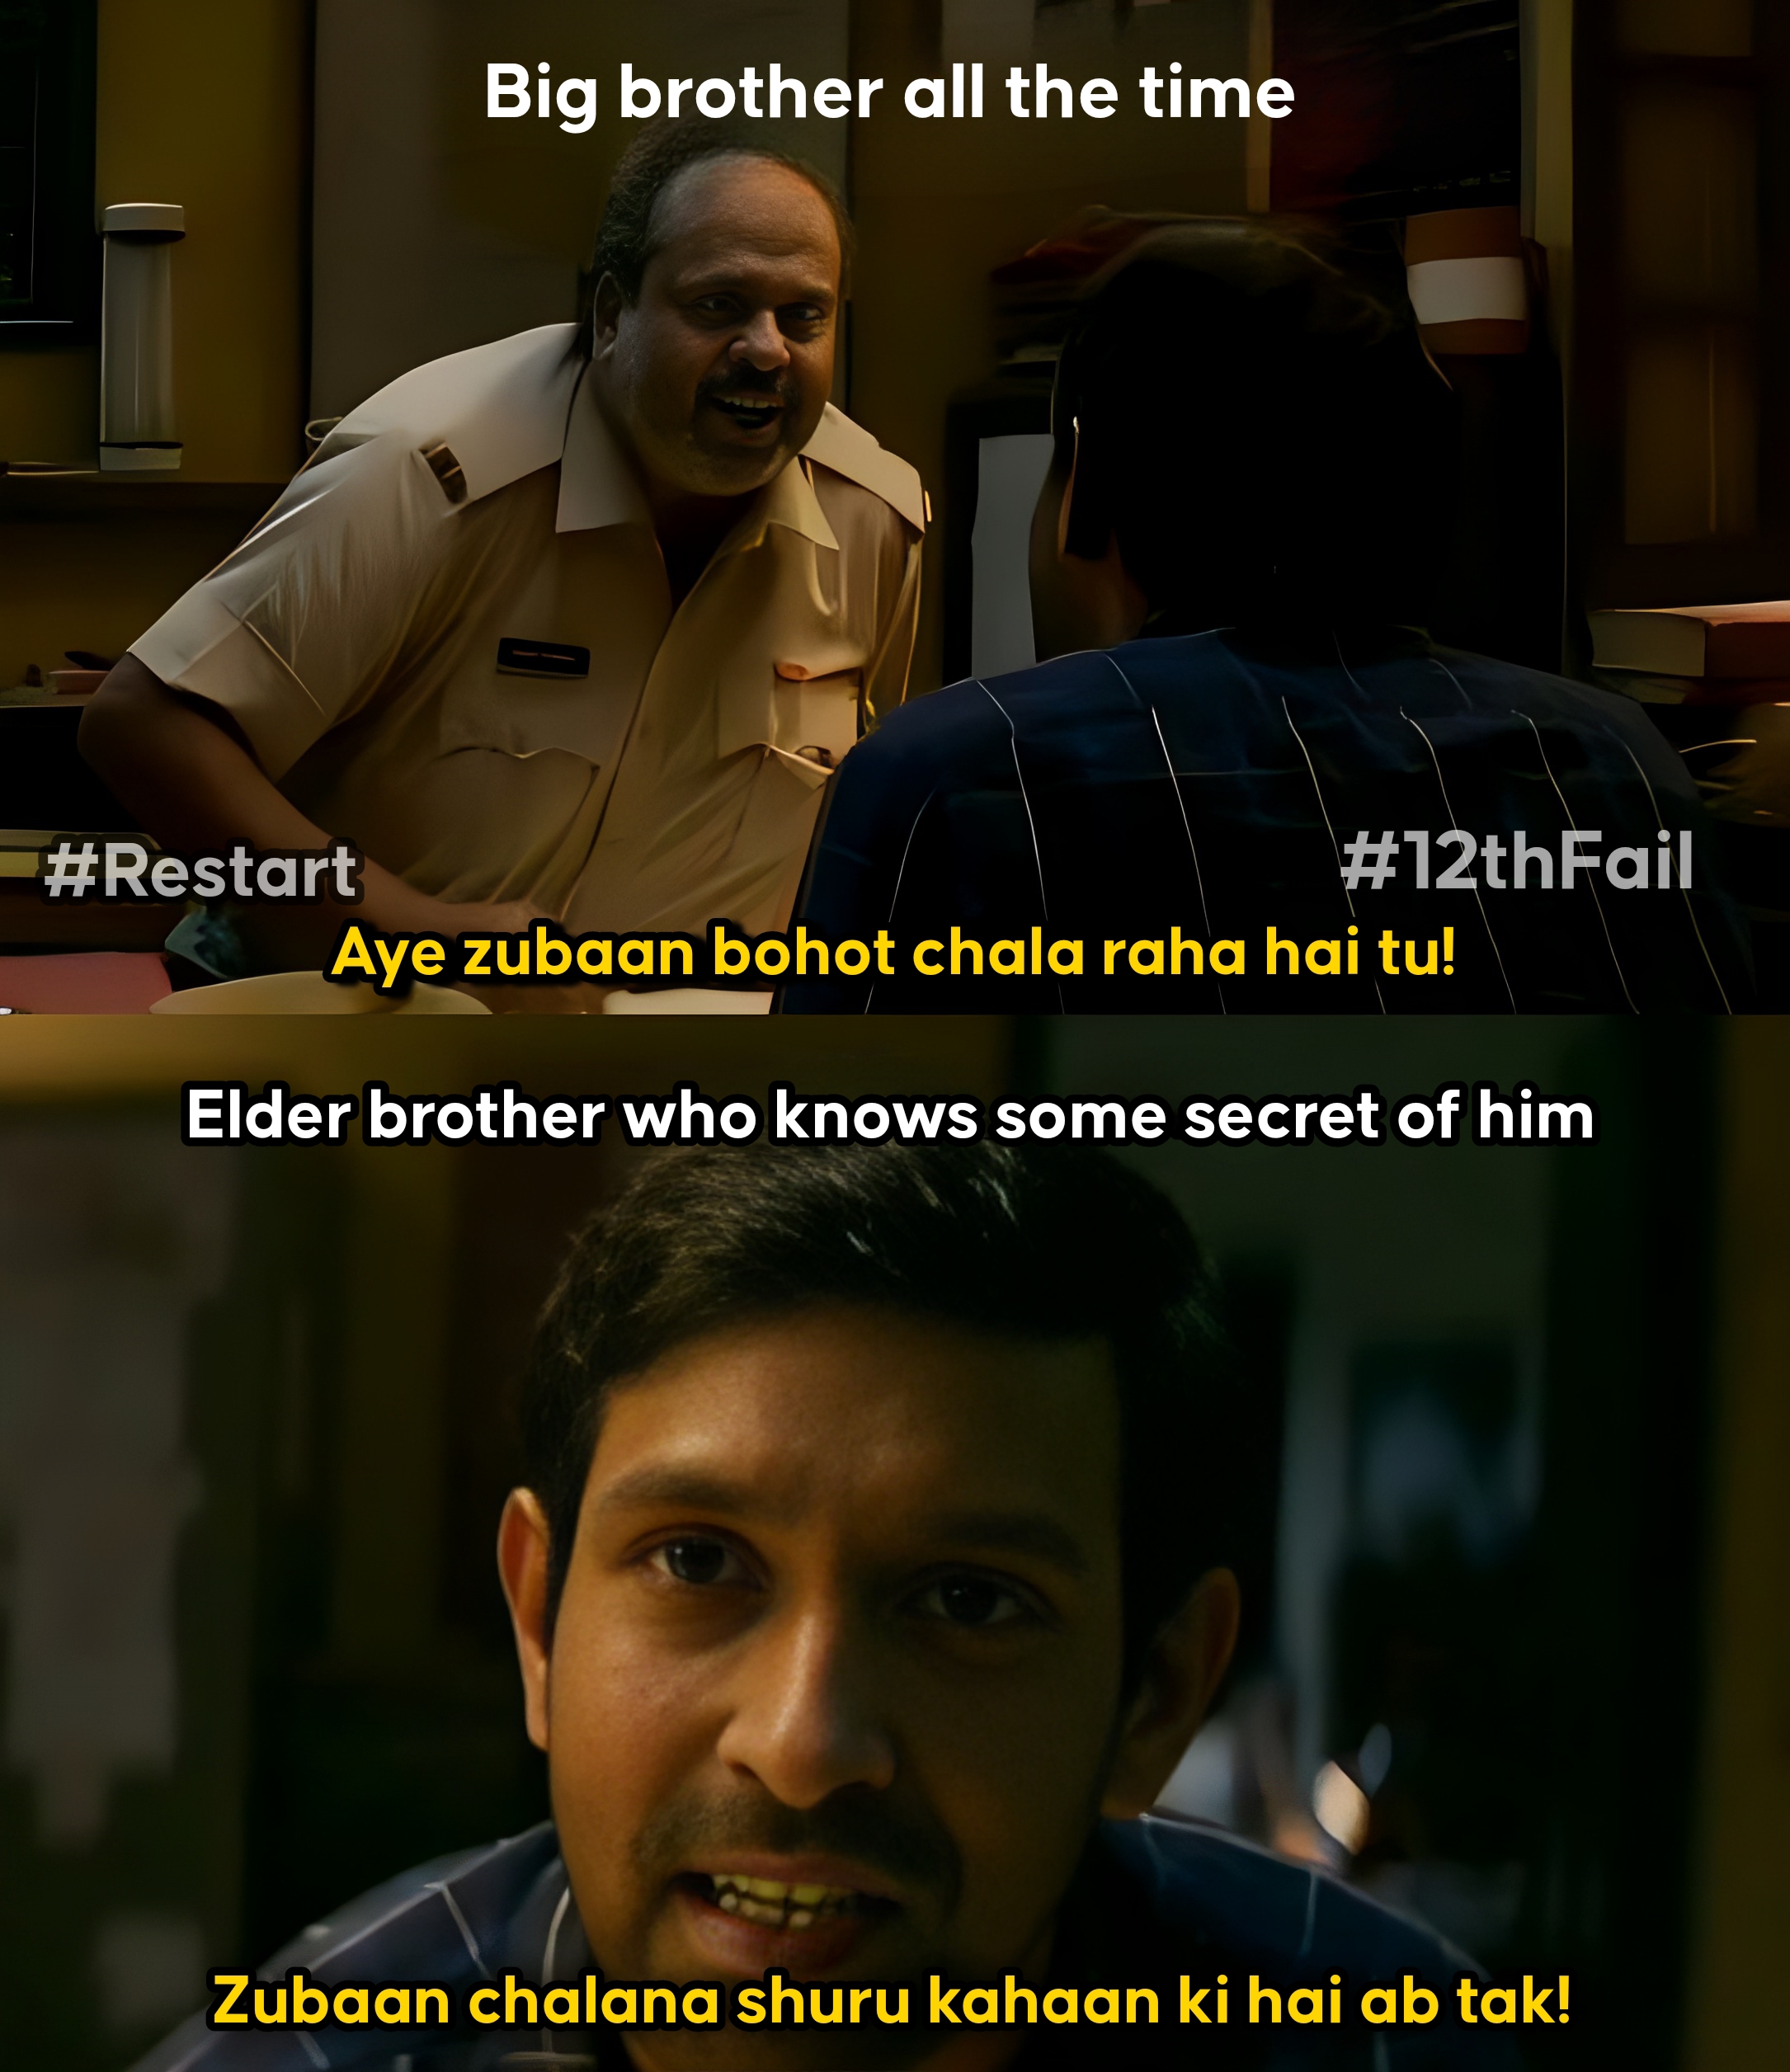 Big brother all the time
#Restart
#12thFail
Aye zubaan bohot chala raha hai tu!
Elder brother who knows some secret of him
Zubaan chalana shuru kahaan ki hai ab tak!